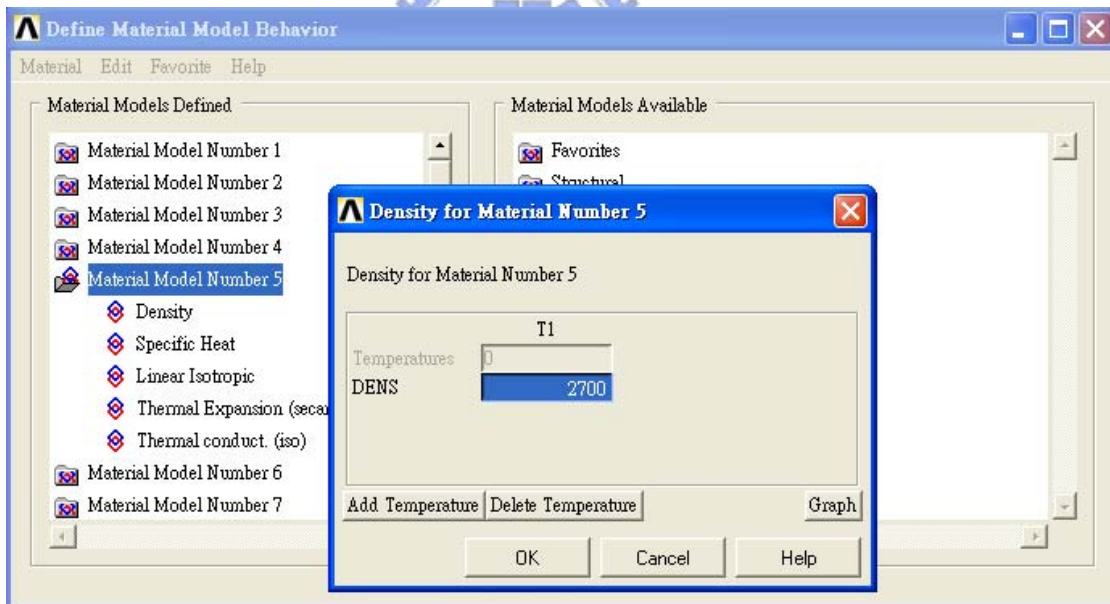 Define Material Model Behavior
Material Edit Favorite Help
Material Models Defined
Material Model Number 1
Material Model Number 2
Material Model Number 3
Material Model Number 4
Material Model Number 5
Density
Specific Heat
Linear Isotropic
Thermal Expansion
Thermal conduct. (iso)
Material Model Number 6
Material Model Number 7
Material Models Available
Favorites
Structural
Density for Material Number 5
Density for Material Number 5
T1
Temperatures 0
DENS 2700
Add Temperature Delete Temperature Graph
OK Cancel Help